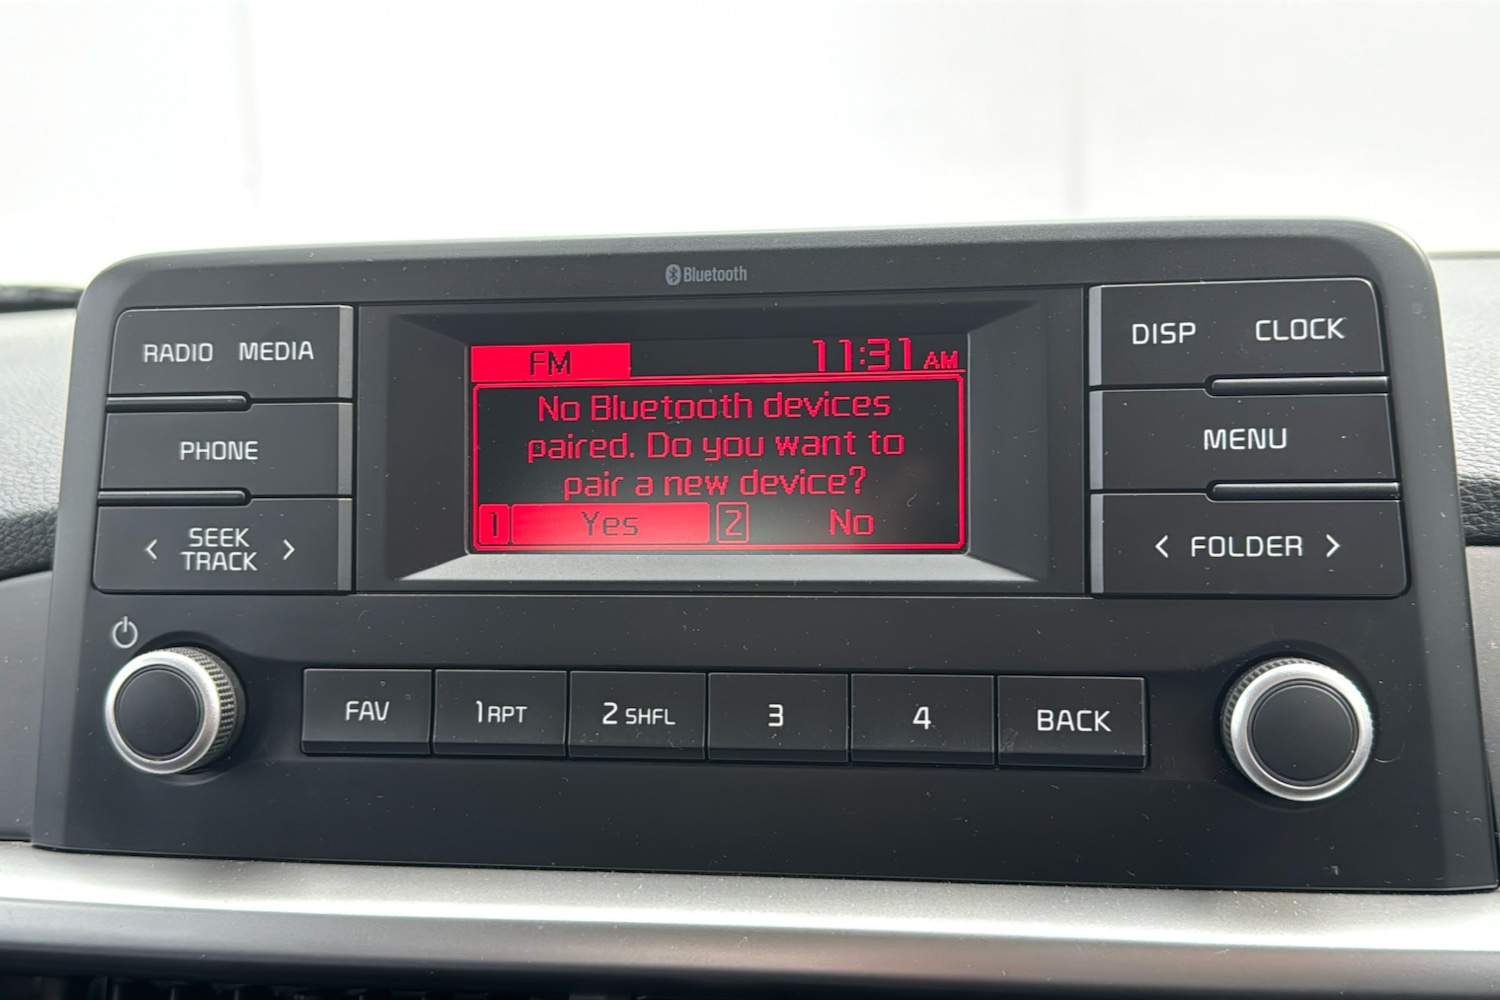 Bluetooth
RADIO MEDIA
PHONE
< SEEK TRACK >
FM 11:31 AM
No Bluetooth devices
paired. Do you want to
pair a new device?
1 Yes 2 No
DISP CLOCK
MENU
< FOLDER >
FAV 1 RPT 2 SHFL 3 4 BACK